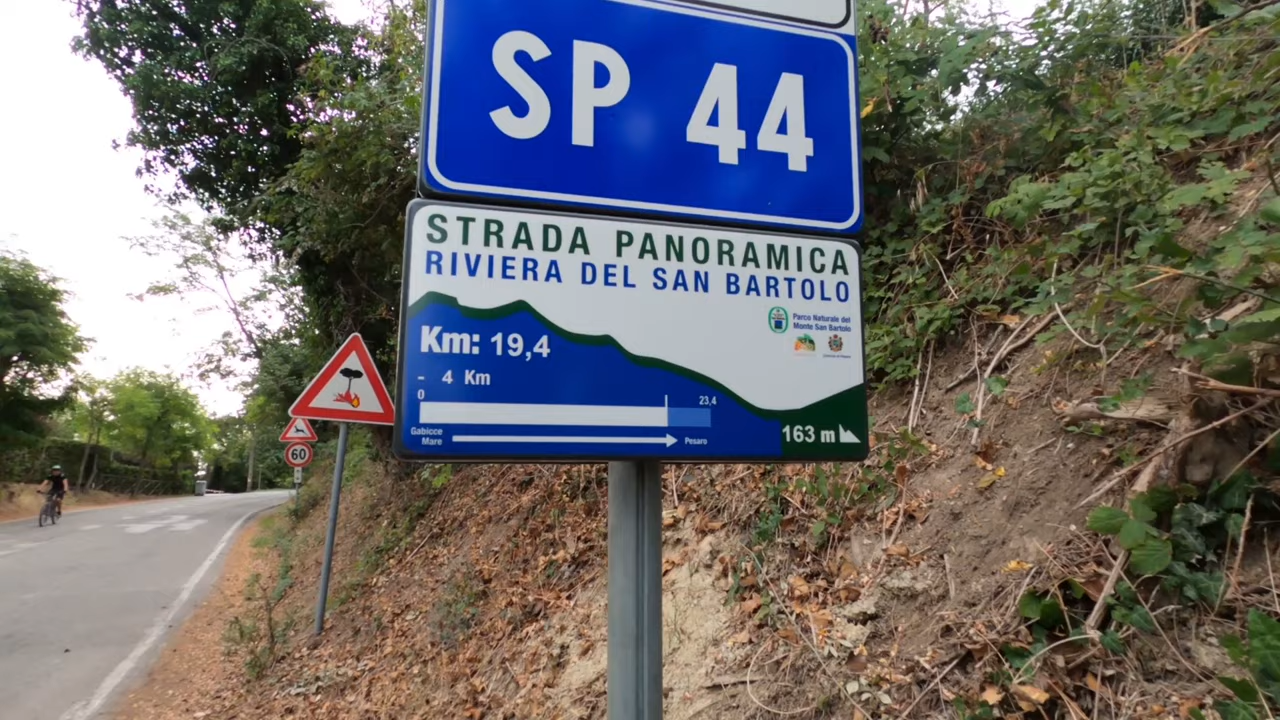 SP 44
STRADA PANORAMICA
RIVIERA DEL SAN BARTOLO
Parco Naturale del
Monte San Bartolo
Km: 19,4
- 4 Km
0
23,4
Gabicce
Mare
Pesaro
163 m
60